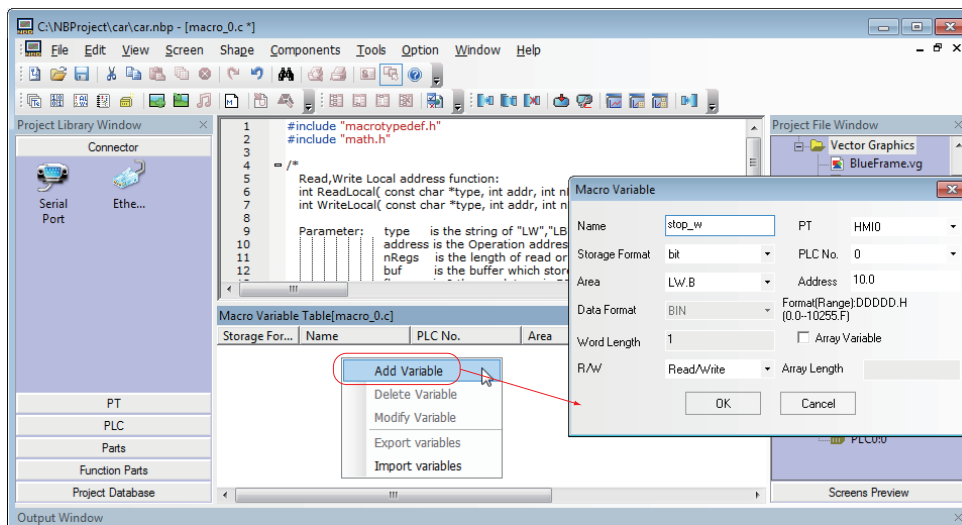 C:\NBProject\car\car.nbp - [macro_0.c *]
File Edit View Screen Shape Components Tools Option Window Help
Project Library Window
Connector
Serial Port
Ethe...
PT
PLC
Parts
Function Parts
Project Database
1 #include "macrotypedef.h"
2 #include "math.h"
3
4 /*
5 Read,Write Local address function:
6 int ReadLocal( const char *type, int addr, int n
7 int WriteLocal( const char *type, int addr, int n
8
9 Parameter: type is the string of "LW","LB
10 address is the Operation addres
11 nRegs is the length of read or
12 buf is the buffer which stor
Macro Variable Table[macro_0.c]
Storage For... Name PLC No. Area
Add Variable
Delete Variable
Modify Variable
Export variables
Import variables
Project File Window
Vector Graphics
BlueFrame.vg
Macro Variable
Name stop_w PT HMI0
Storage Format bit PLC No. 0
Area LW.B Address 10.0
Data Format BIN Format(Range):DDDDD.H
(0.0--10255.F)
Word Length 1 Array Variable
R/W Read/Write Array Length
OK Cancel
PLC0:0
Screens Preview
Output Window